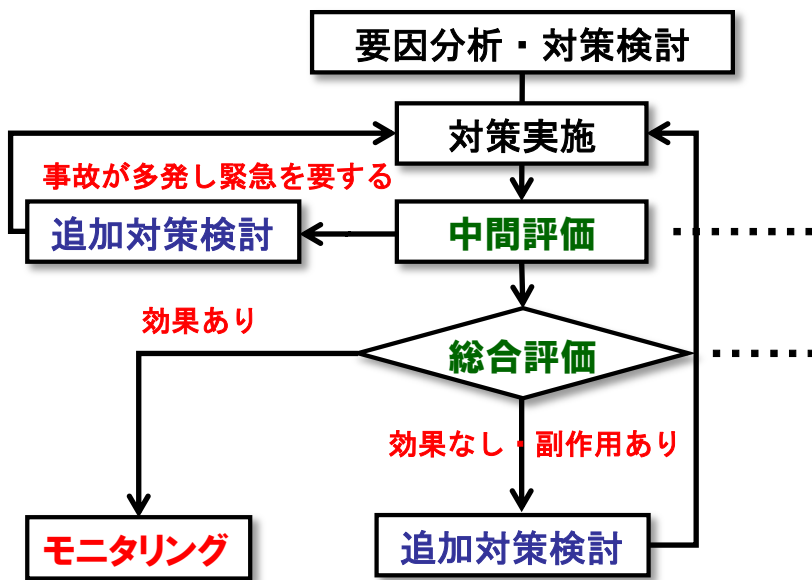 要因分析・対策検討
対策実施
事故が多発し緊急を要する
追加対策検討
中間評価
効果あり
総合評価
効果なし・副作用あり
モニタリング
追加対策検討